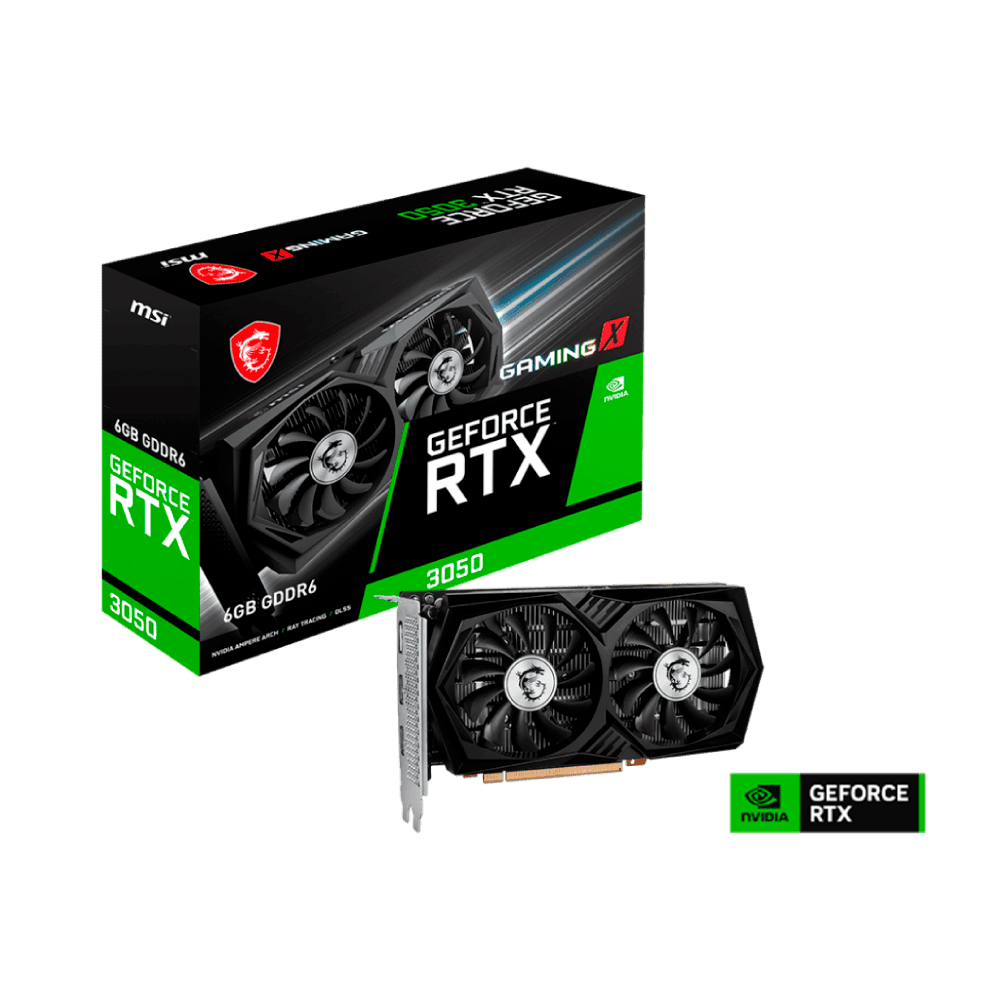 GEFORCE
RTX 3050
GAMING X
msi
msi
6GB GDDR6
GEFORCE
RTX
3050
GAMING X
NVIDIA
GEFORCE
RTX
3050
6GB GDDR6
NVIDIA AMPERE ARCH / RAY TRACING / DLSS
NVIDIA
GEFORCE
RTX